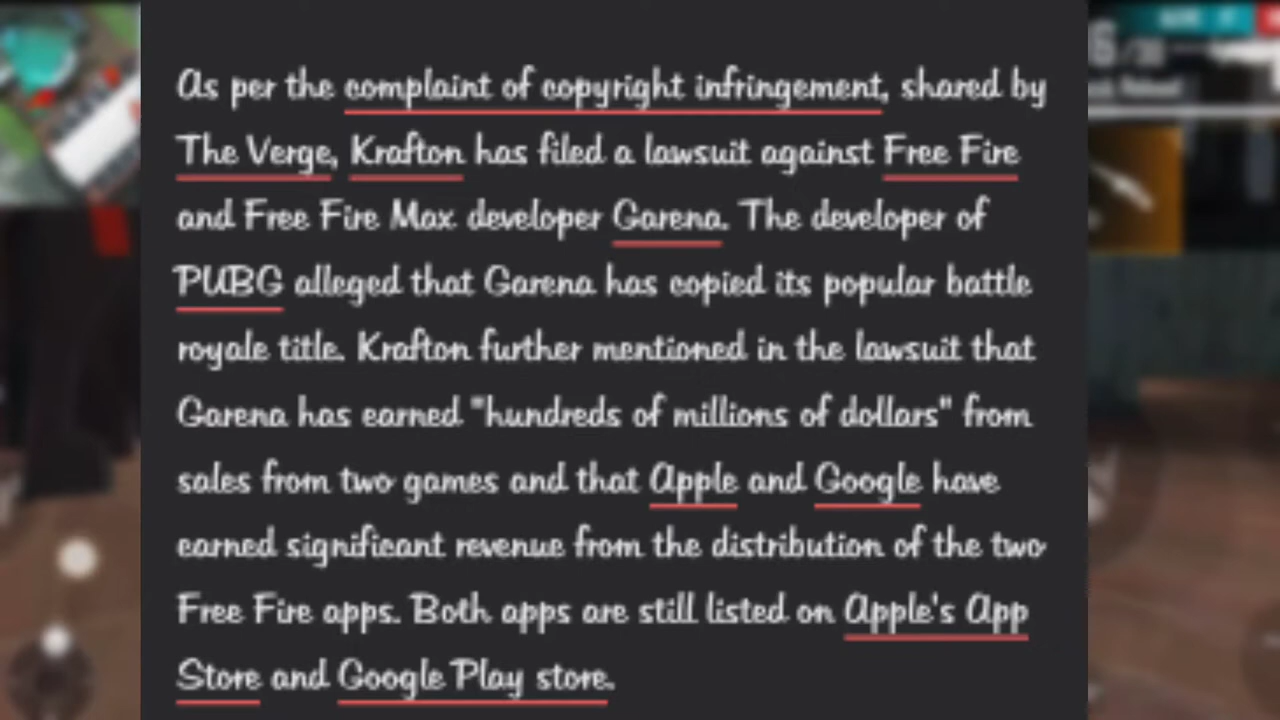 As per the complaint of copyright infringement, shared by
The Verge, Krafton has filed a lawsuit against Free Fire
and Free Fire Max developer Garena. The developer of
PUBG alleged that Garena has copied its popular battle
royale title. Krafton further mentioned in the lawsuit that
Garena has earned "hundreds of millions of dollars" from
sales from two games and that Apple and Google have
earned significant revenue from the distribution of the two
Free Fire apps. Both apps are still listed on Apple's App
Store and Google Play store.